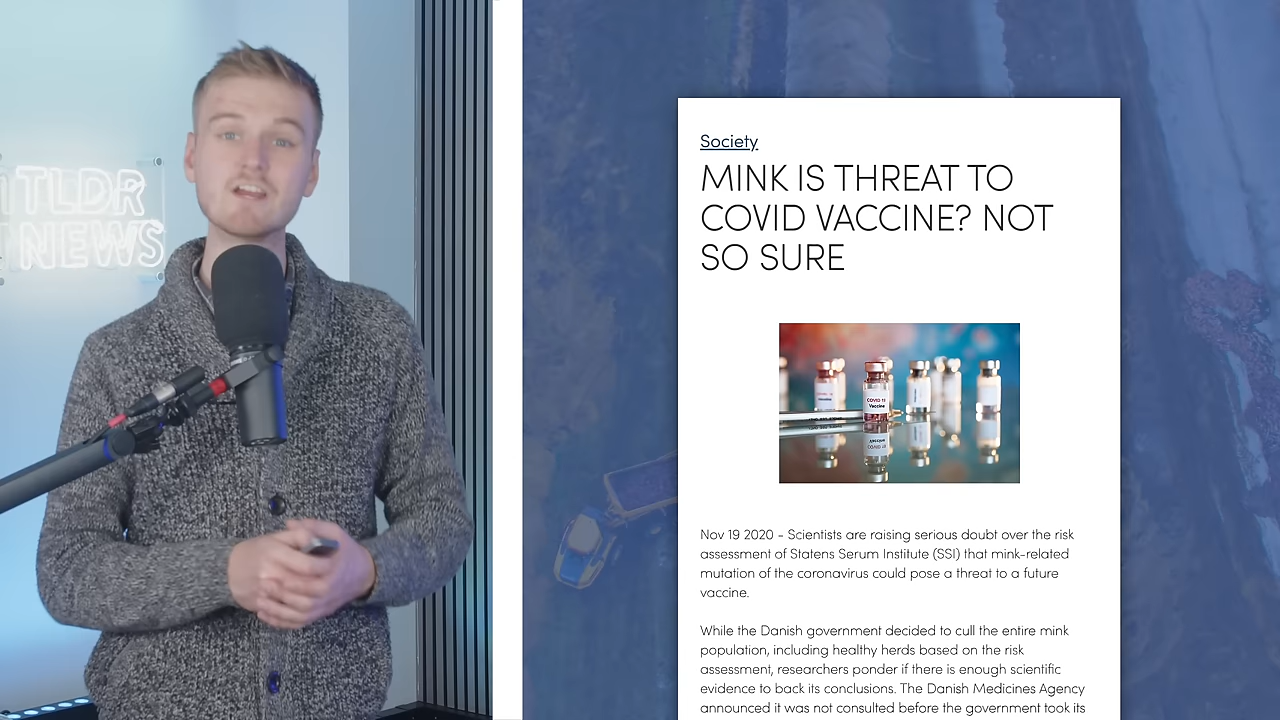 TLDR
NEWS
Society
MINK IS THREAT TO
COVID VACCINE? NOT
SO SURE
COVID 19
Vaccine
Nov 19 2020 - Scientists are raising serious doubt over the risk
assessment of Statens Serum Institute (SSI) that mink-related
mutation of the coronavirus could pose a threat to a future
vaccine.
While the Danish government decided to cull the entire mink
population, including healthy herds based on the risk
assessment, researchers ponder if there is enough scientific
evidence to back its conclusions. The Danish Medicines Agency
announced it was not consulted before the government took its